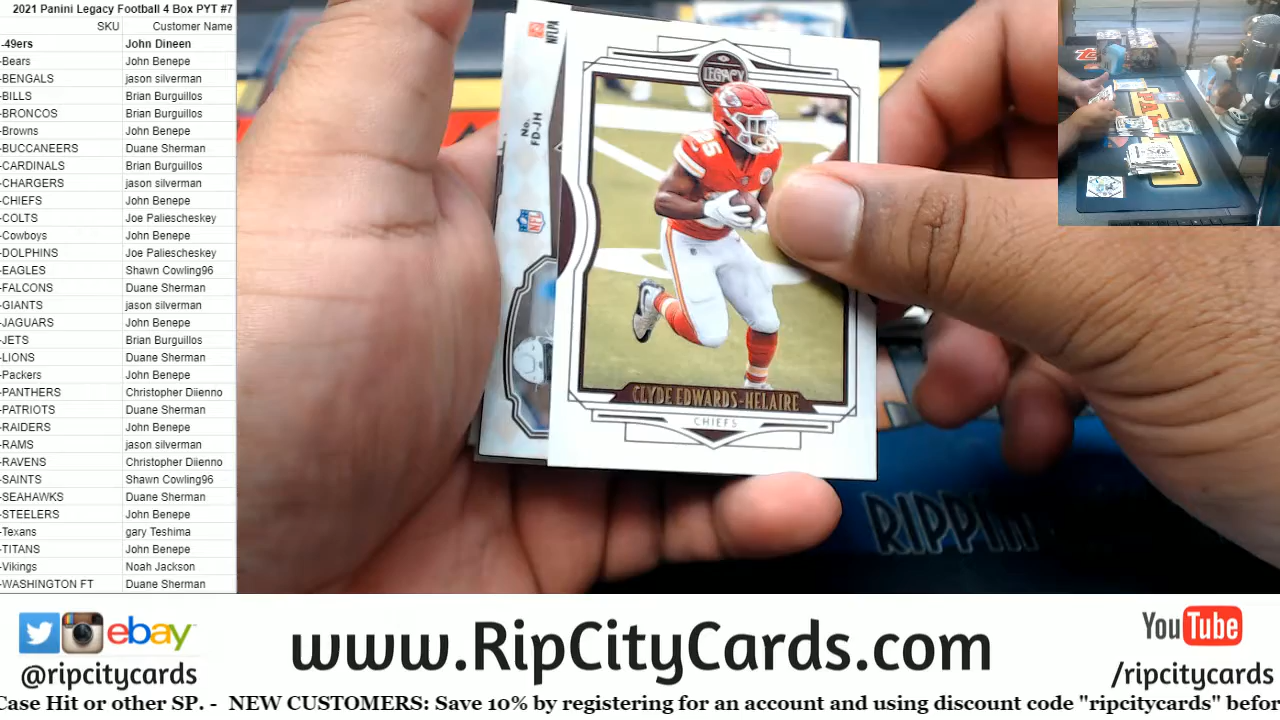 2021 Panini Legacy Football 4 Box PYT #7
SKU Customer Name
-49ers John Dineen
-Bears John Benepe
-BENGALS jason silverman
-BILLS Brian Burguillos
-BRONCOS Brian Burguillos
-Browns John Benepe
-BUCCANEERS Duane Sherman
-CARDINALS Brian Burguillos
-CHARGERS jason silverman
-CHIEFS John Benepe
-COLTS Joe Paliescheskey
-Cowboys John Benepe
-DOLPHINS Joe Paliescheskey
-EAGLES Shawn Cowling96
-FALCONS Duane Sherman
-GIANTS jason silverman
-JAGUARS John Benepe
-JETS Brian Burguillos
-LIONS Duane Sherman
-Packers John Benepe
-PANTHERS Christopher Diienno
-PATRIOTS Duane Sherman
-RAIDERS John Benepe
-RAMS jason silverman
-RAVENS Christopher Diienno
-SAINTS Shawn Cowling96
-SEAHAWKS Duane Sherman
-STEELERS John Benepe
-Texans gary Teshima
-TITANS John Benepe
-Vikings Noah Jackson
-WASHINGTON FT Duane Sherman
NFLPA
No.
FD-JH
NFL
LEGACY
CLYDE EDWARDS-HELAIRE
CHIEFS
ebay
@ripcitycards
www.RipCityCards.com
YouTube
/ripcitycards
Case Hit or other SP. - NEW CUSTOMERS: Save 10% by registering for an account and using discount code "ripcitycards" befor